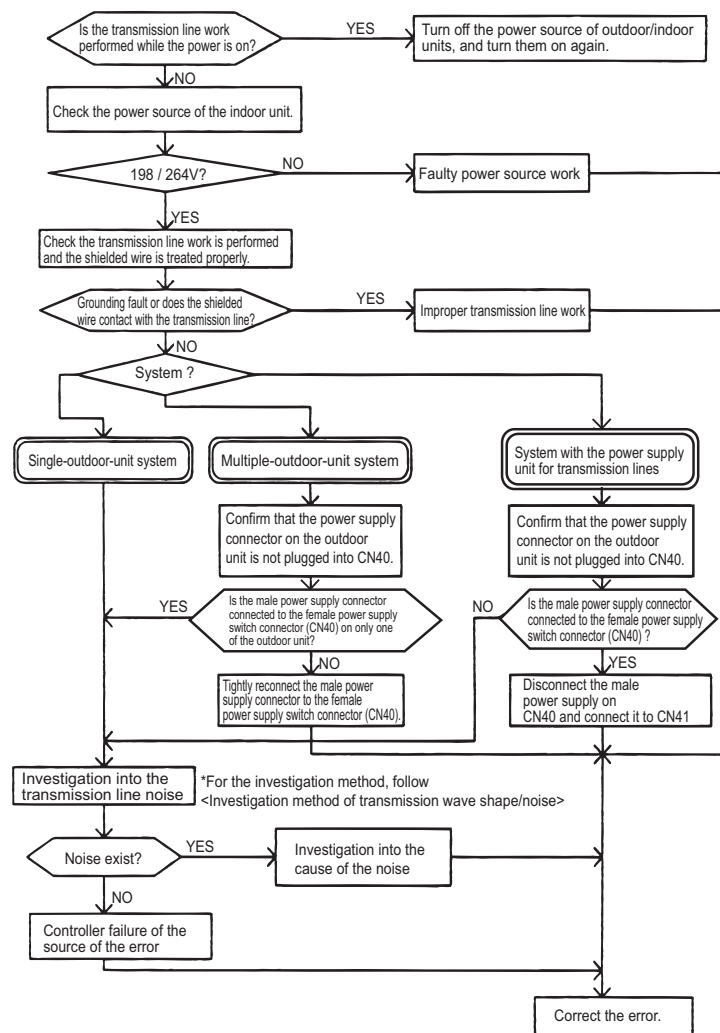 Is the transmission line work
performed while the power is on?
YES
Turn off the power source of outdoor/indoor
units, and turn them on again.
NO
Check the power source of the indoor unit.
198 / 264V?
NO
Faulty power source work
YES
Check the transmission line work is performed
and the shielded wire is treated properly.
Grounding fault or does the shielded
wire contact with the transmission line?
YES
Improper transmission line work
NO
System ?
Single-outdoor-unit system
Multiple-outdoor-unit system
System with the power supply
unit for transmission lines
Confirm that the power supply
connector on the outdoor
unit is not plugged into CN40.
Confirm that the power supply
connector on the outdoor
unit is not plugged into CN40.
YES
Is the male power supply connector
connected to the female power supply
switch connector (CN40) on only one
of the outdoor unit?
NO
Is the male power supply connector
connected to the female power supply
switch connector (CN40) ?
NO
YES
Tightly reconnect the male power
supply connector to the female
power supply switch connector (CN40).
Disconnect the male
power supply on
CN40 and connect it to CN41
Investigation into the
transmission line noise
*For the investigation method, follow
<Investigation method of transmission wave shape/noise>
Noise exist?
YES
Investigation into the
cause of the noise
NO
Controller failure of the
source of the error
Correct the error.